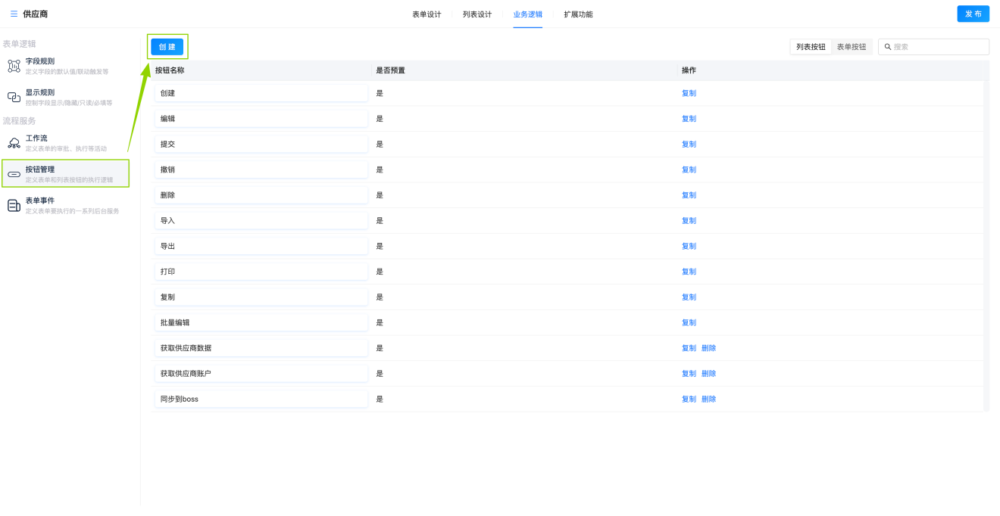 供应商
表单设计 列表设计 业务逻辑 扩展功能
发 布
表单逻辑
字段规则
定义字段的默认值/联动触发等
显示规则
控制字段显示/隐藏/只读/必填等
流程服务
工作流
定义表单的审批、执行等活动
按钮管理
定义表单和列表按钮的执行逻辑
表单事件
定义表单要执行的一系列后台服务
创 建
列表按钮 表单按钮 搜索
按钮名称 是否预置 操作
创建 是 复制
编辑 是 复制
提交 是 复制
撤销 是 复制
删除 是 复制
导入 是 复制
导出 是 复制
打印 是 复制
复制 是 复制
批量编辑 是 复制
获取供应商数据 是 复制 删除
获取供应商账户 是 复制 删除
同步到boss 是 复制 删除